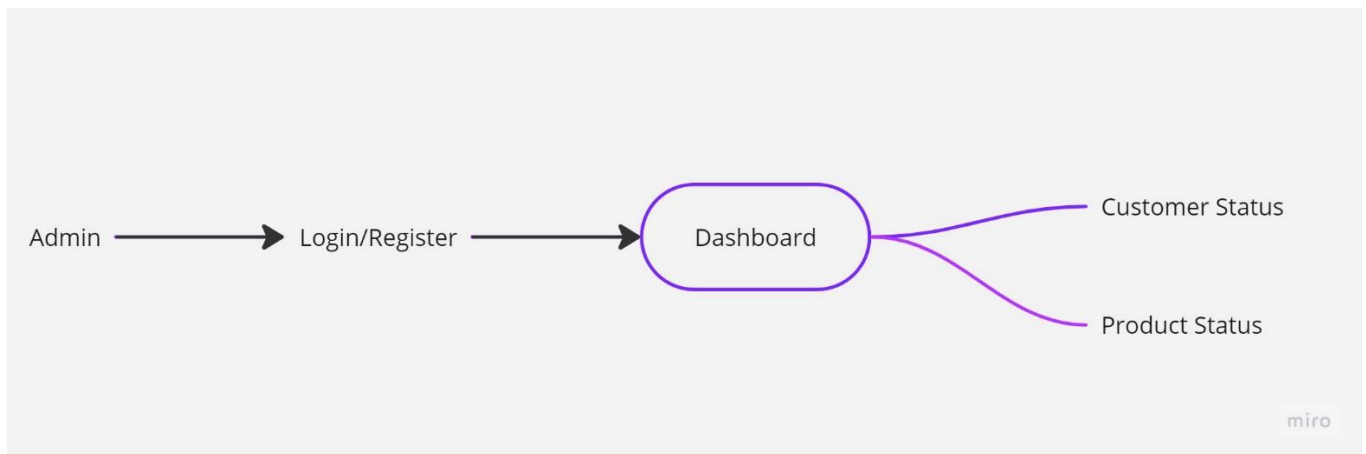 Admin
Login/Register
Dashboard
Customer Status
Product Status
miro